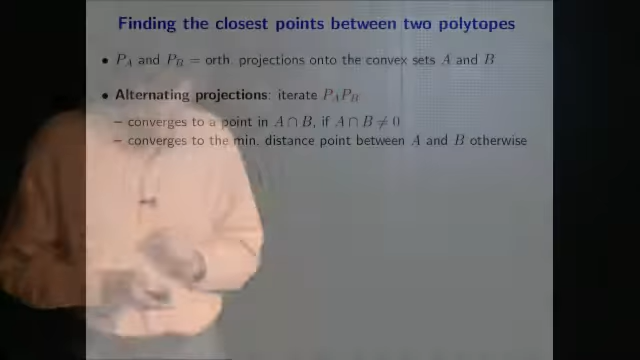 Finding the closest points between two polytopes
• P_A and P_B = orth. projections onto the convex sets A and B
• Alternating projections: iterate P_A P_B
– converges to a point in A ∩ B, if A ∩ B ≠ 0
– converges to the min. distance point between A and B otherwise